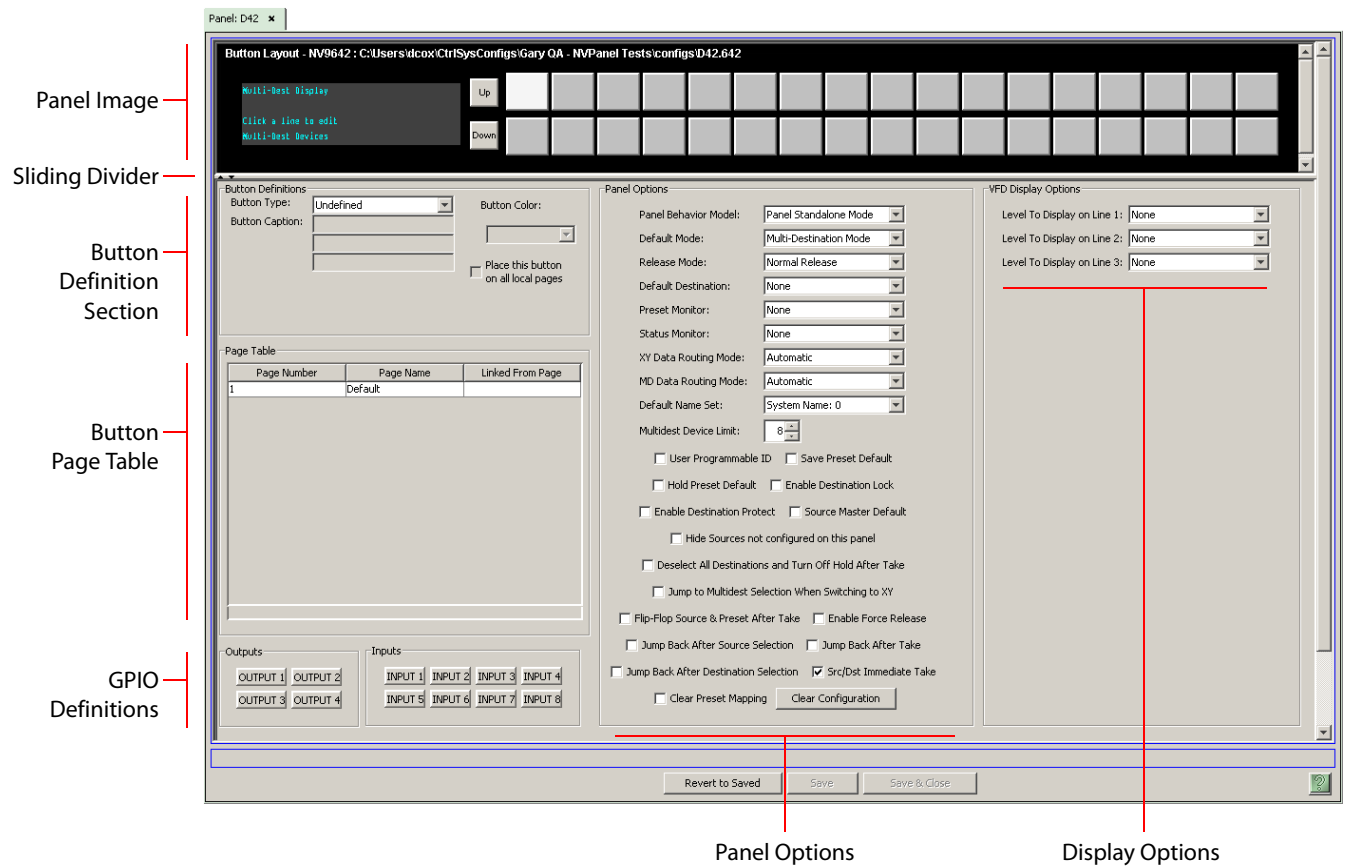 Panel: D42 ×
Button Layout - NV9642 : C:\Users\dcox\CtrlSysConfigs\Gary QA - NVPanel Tests\configs\D42.642
Multi-Dest Display
Click a line to edit
Multi-Dest Devices
Up
Down
Panel Image
Sliding Divider
Button Definition Section
Button Page Table
GPIO Definitions
Button Definitions
Button Type: Undefined
Button Color:
Button Caption:
Place this button
on all local pages
Page Table
Page Number Page Name Linked From Page
1 Default
Outputs
OUTPUT 1 OUTPUT 2
OUTPUT 3 OUTPUT 4
Inputs
INPUT 1 INPUT 2 INPUT 3 INPUT 4
INPUT 5 INPUT 6 INPUT 7 INPUT 8
Panel Options
Panel Behavior Model: Panel Standalone Mode
Default Mode: Multi-Destination Mode
Release Mode: Normal Release
Default Destination: None
Preset Monitor: None
Status Monitor: None
XY Data Routing Mode: Automatic
MD Data Routing Mode: Automatic
Default Name Set: System Name: 0
Multidest Device Limit: 8
User Programmable ID Save Preset Default
Hold Preset Default Enable Destination Lock
Enable Destination Protect Source Master Default
Hide Sources not configured on this panel
Deselect All Destinations and Turn Off Hold After Take
Jump to Multidest Selection When Switching to XY
Flip-Flop Source & Preset After Take Enable Force Release
Jump Back After Source Selection Jump Back After Take
Jump Back After Destination Selection Src/Dst Immediate Take
Clear Preset Mapping Clear Configuration
VFD Display Options
Level To Display on Line 1: None
Level To Display on Line 2: None
Level To Display on Line 3: None
Revert to Saved Save Save & Close ?
Panel Options
Display Options